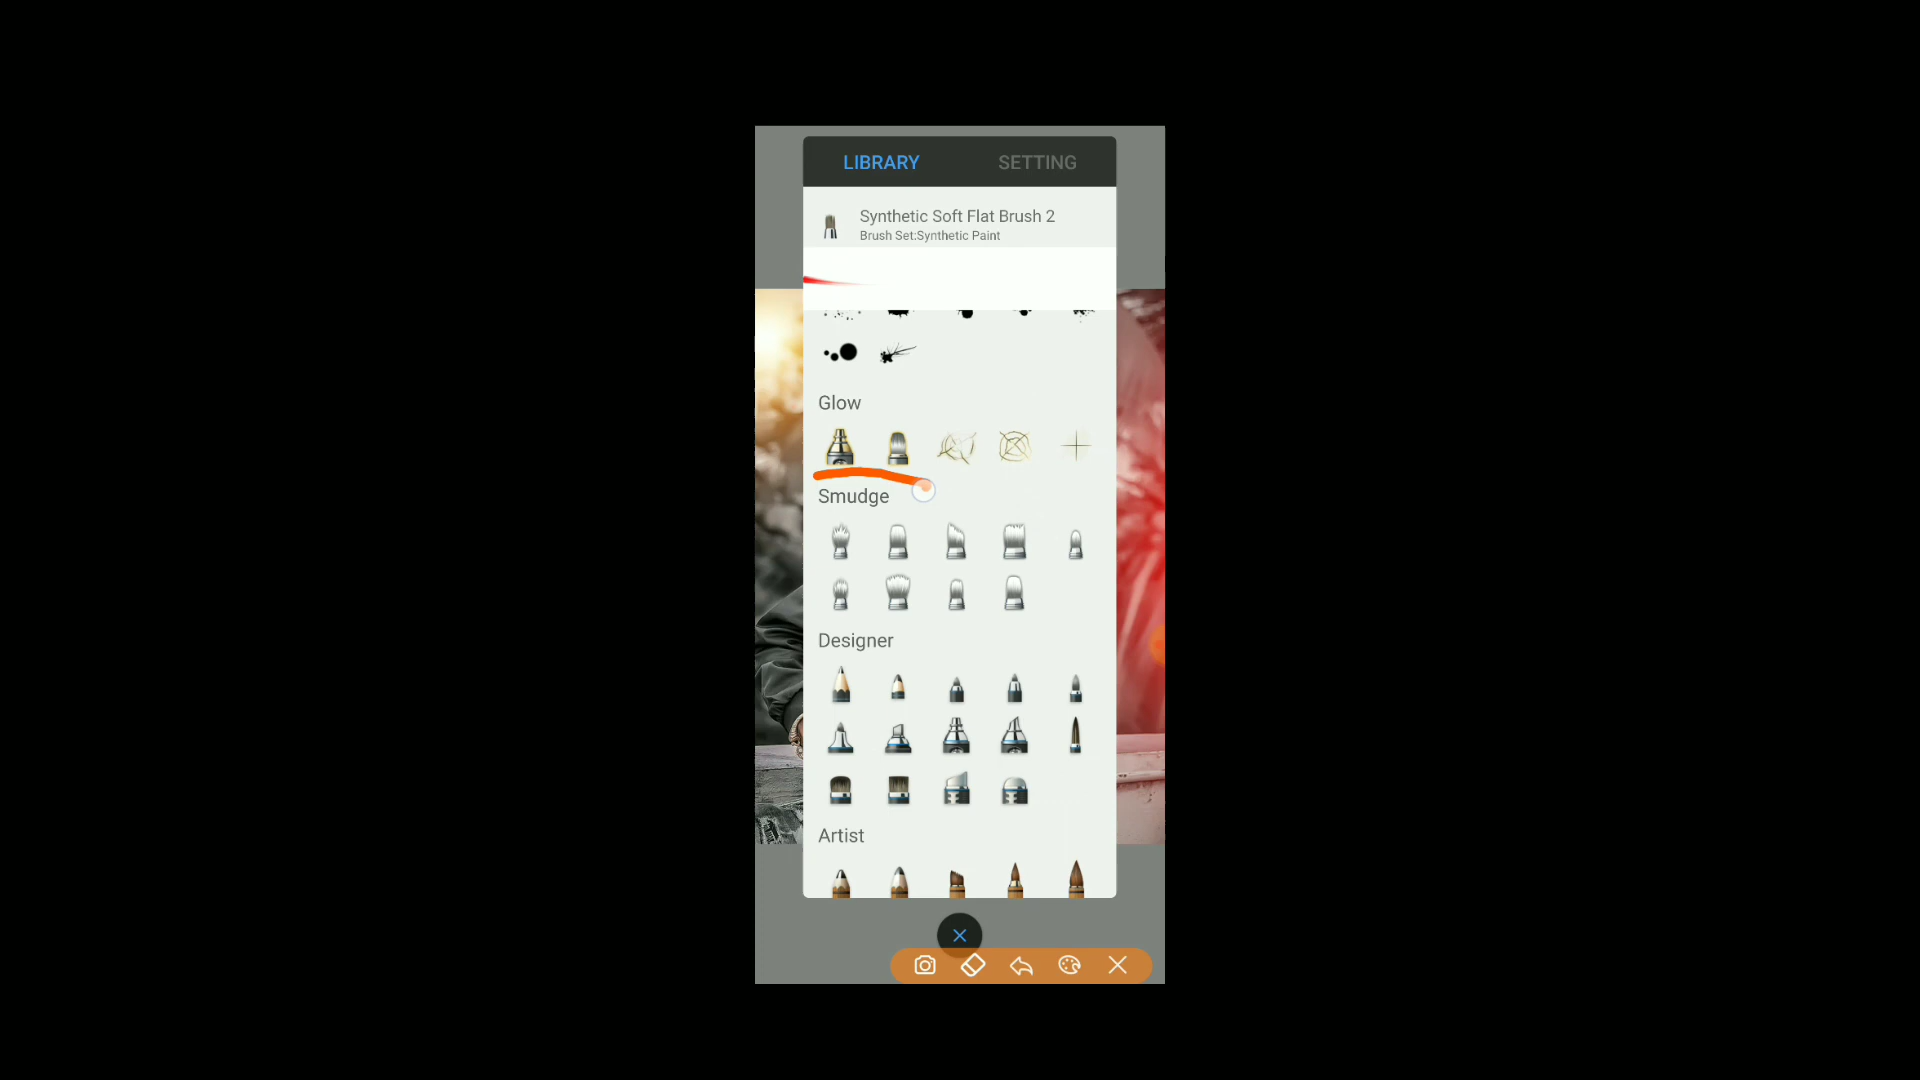 LIBRARY SETTING
Synthetic Soft Flat Brush 2
Brush Set:Synthetic Paint
Glow
Smudge
Designer
Artist